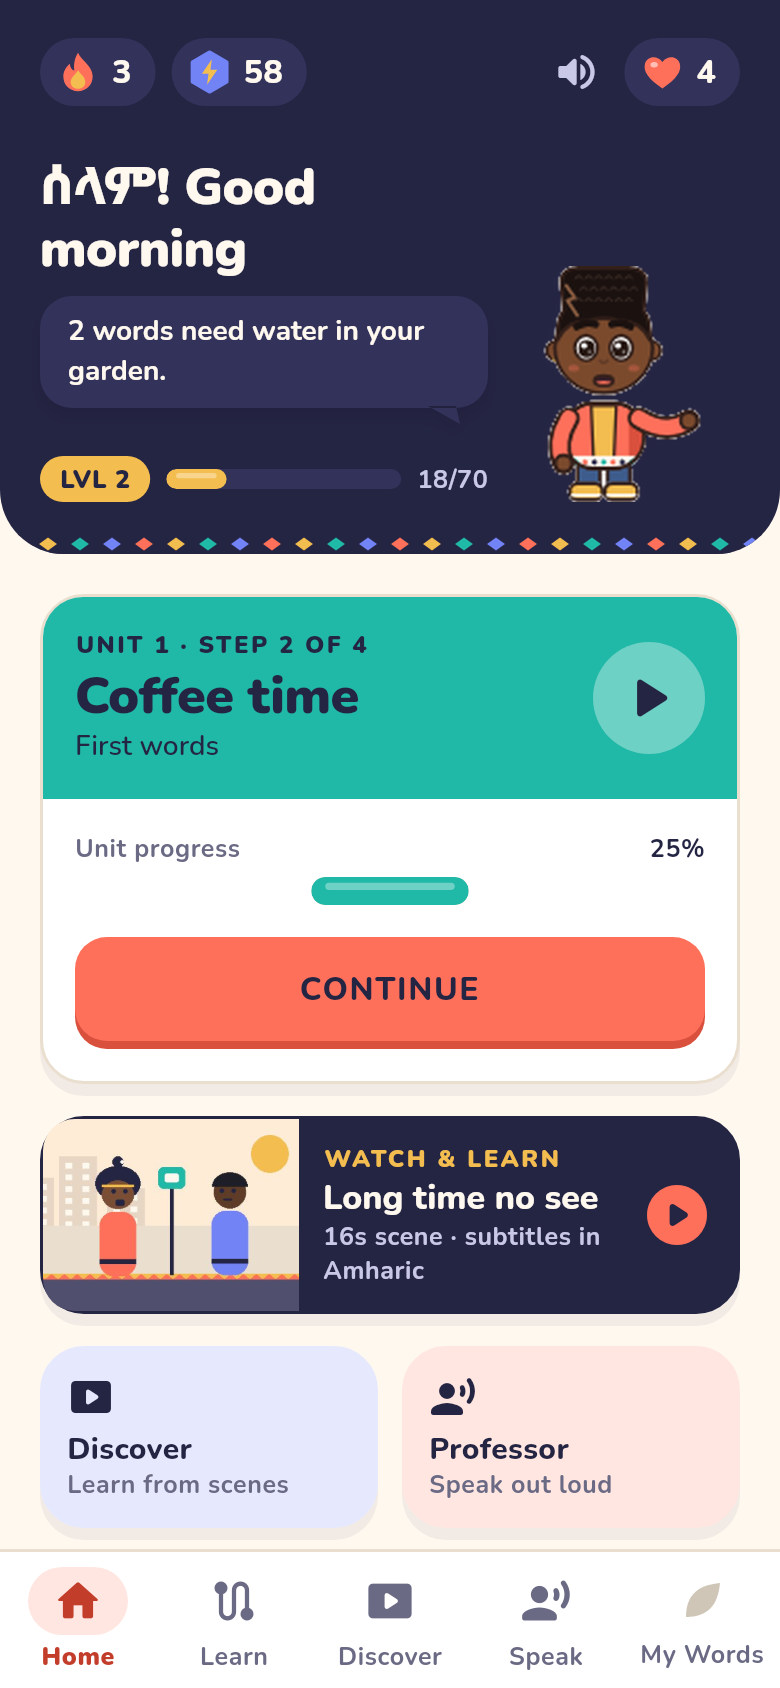 3
58
4
ሰላም! Good
morning
2 words need water in your
garden.
LVL 2
18/70
UNIT 1 · STEP 2 OF 4
Coffee time
First words
Unit progress
25%
CONTINUE
WATCH & LEARN
Long time no see
16s scene · subtitles in
Amharic
Discover
Learn from scenes
Professor
Speak out loud
Home
Learn
Discover
Speak
My Words